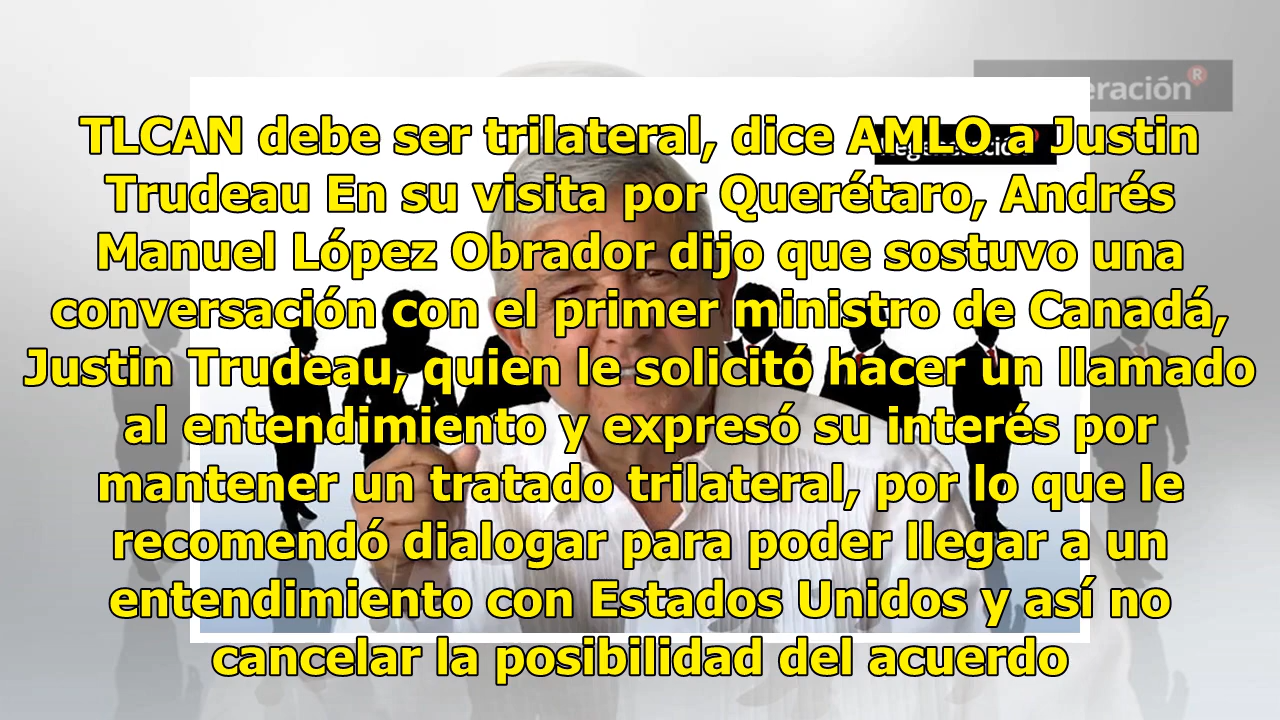 eración
Regeneración
TLCAN debe ser trilateral, dice AMLO a Justin
Trudeau En su visita por Querétaro, Andrés
Manuel López Obrador dijo que sostuvo una
conversación con el primer ministro de Canadá,
Justin Trudeau, quien le solicitó hacer un llamado
al entendimiento y expresó su interés por
mantener un tratado trilateral, por lo que le
recomendó dialogar para poder llegar a un
entendimiento con Estados Unidos y así no
cancelar la posibilidad del acuerdo